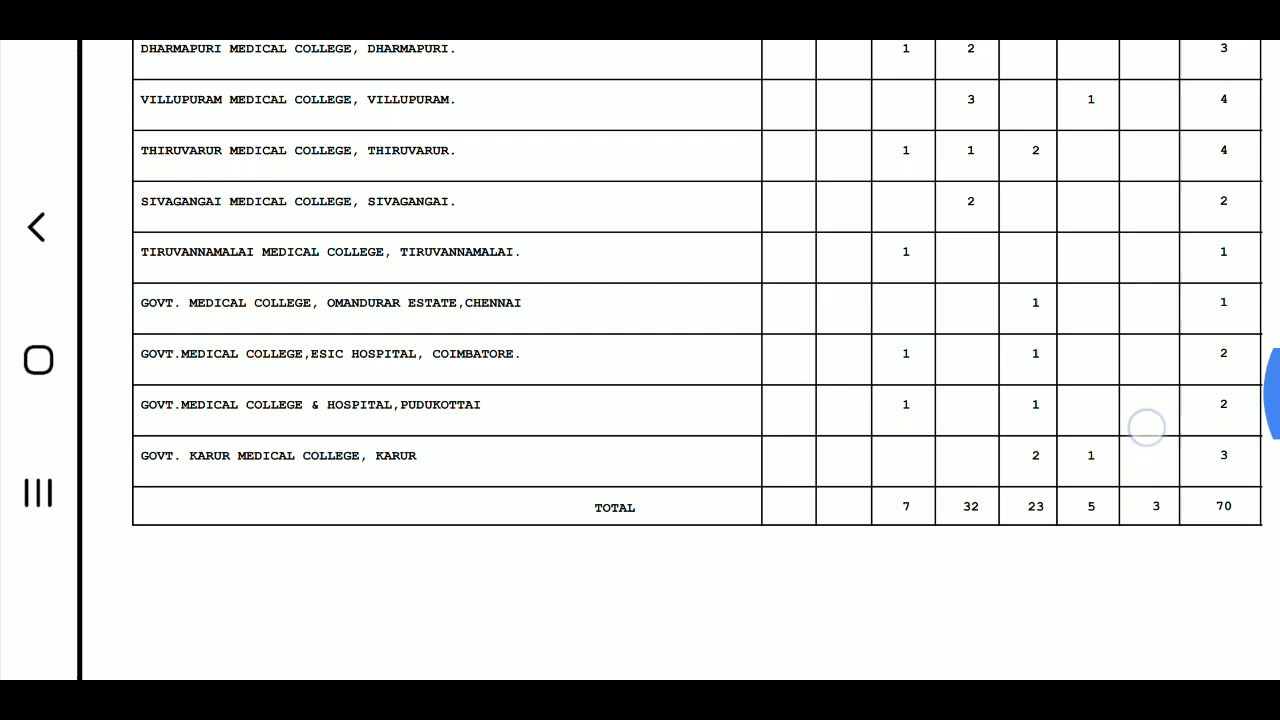 DHARMAPURI MEDICAL COLLEGE, DHARMAPURI. 1 2 3
VILLUPURAM MEDICAL COLLEGE, VILLUPURAM. 3 1 4
THIRUVARUR MEDICAL COLLEGE, THIRUVARUR. 1 1 2 4
SIVAGANGAI MEDICAL COLLEGE, SIVAGANGAI. 2 2
TIRUVANNAMALAI MEDICAL COLLEGE, TIRUVANNAMALAI. 1 1
GOVT. MEDICAL COLLEGE, OMANDURAR ESTATE,CHENNAI 1 1
GOVT.MEDICAL COLLEGE,ESIC HOSPITAL, COIMBATORE. 1 1 2
GOVT.MEDICAL COLLEGE & HOSPITAL,PUDUKOTTAI 1 1 2
GOVT. KARUR MEDICAL COLLEGE, KARUR 2 1 3
TOTAL 7 32 23 5 3 70